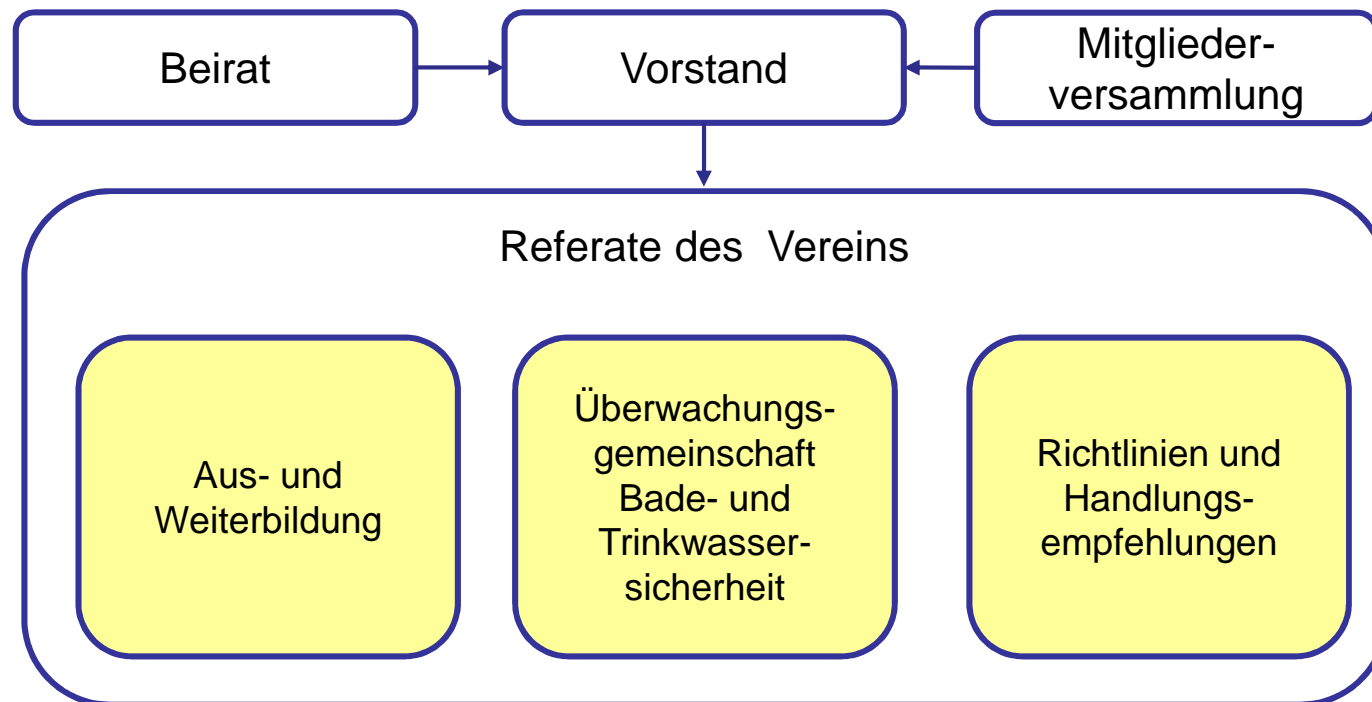 Beirat
Vorstand
Mitglieder-
versammlung
Referate des  Vereins
Aus- und
Weiterbildung
Überwachungs-
gemeinschaft
Bade- und
Trinkwasser-
sicherheit
Richtlinien und
Handlungs-
empfehlungen